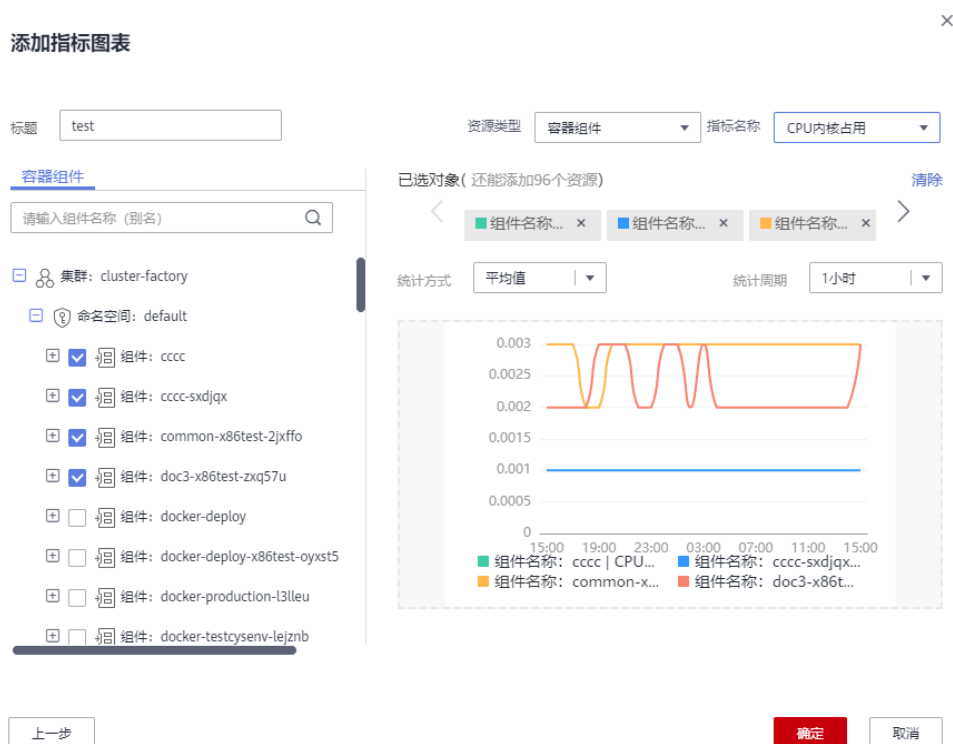 添加指标图表
标题 test
资源类型 容器组件 指标名称 CPU内核占用
容器组件
请输入组件名称（别名）
集群：cluster-factory
命名空间：default
组件：cccc
组件：cccc-sxdjqx
组件：common-x86test-2jxffo
组件：doc3-x86test-zxq57u
组件：docker-deploy
组件：docker-deploy-x86test-oyxst5
组件：docker-production-l3lleu
组件：docker-testcysenv-lejznb
已选对象( 还能添加96个资源) 清除
组件名称... × 组件名称... × 组件名称... ×
统计方式 平均值 统计周期 1小时
0.003
0.0025
0.002
0.0015
0.001
0.0005
0
15:00 19:00 23:00 03:00 07:00 11:00 15:00
组件名称：cccc | CPU... 组件名称：cccc-sxdjqx...
组件名称：common-x... 组件名称：doc3-x86t...
上一步 确定 取消